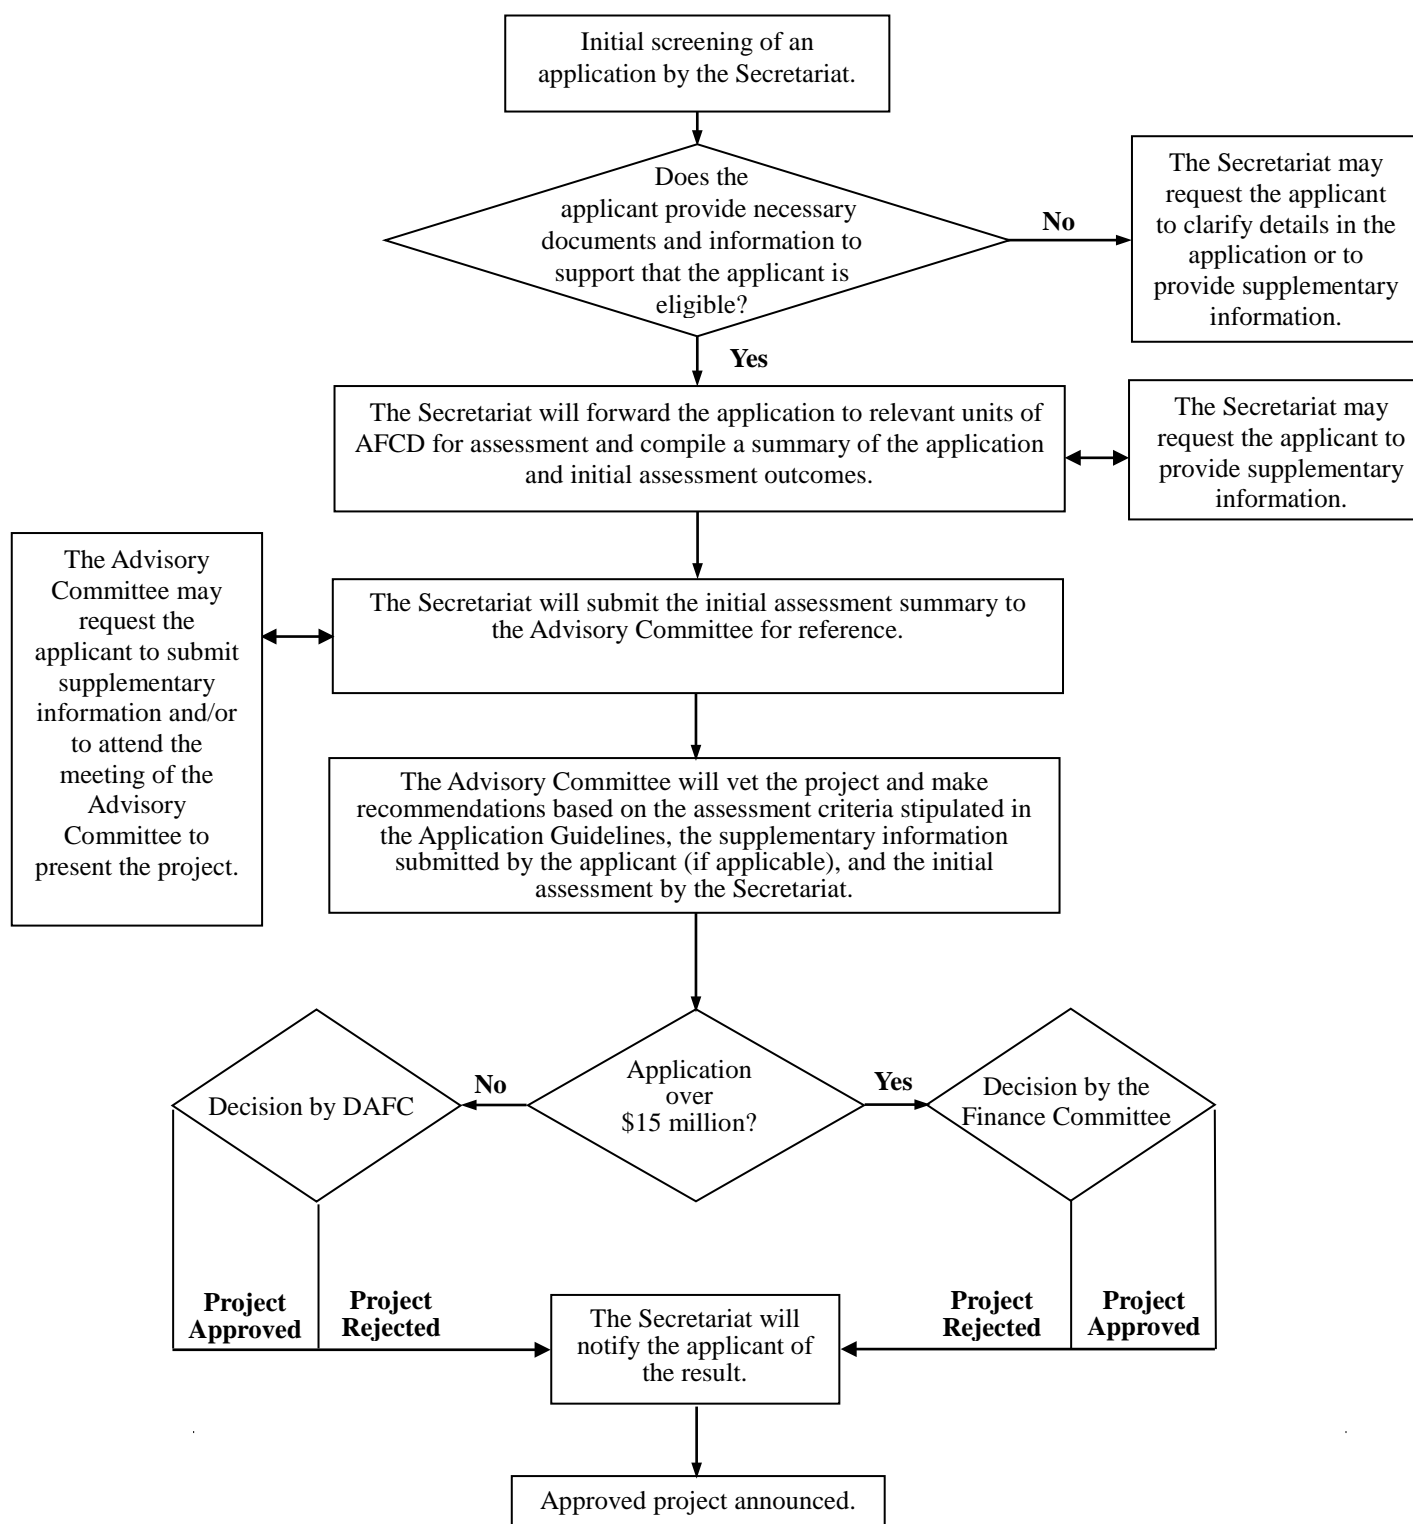 Initial screening of an
application by the Secretariat.
Does the
applicant provide necessary
documents and information to
support that the applicant is
eligible?
No
The Secretariat may
request the applicant
to clarify details in the
application or to
provide supplementary
information.
Yes
The Secretariat will forward the application to relevant units of
AFCD for assessment and compile a summary of the application
and initial assessment outcomes.
The Secretariat may
request the applicant to
provide supplementary
information.
The Advisory
Committee may
request the
applicant to submit
supplementary
information and/or
to attend the
meeting of the
Advisory
Committee to
present the project.
The Secretariat will submit the initial assessment summary to
the Advisory Committee for reference.
The Advisory Committee will vet the project and make
recommendations based on the assessment criteria stipulated in
the Application Guidelines, the supplementary information
submitted by the applicant (if applicable), and the initial
assessment by the Secretariat.
Application
over
$15 million?
No
Decision by DAFC
Yes
Decision by the
Finance Committee
Project
Approved
Project
Rejected
Project
Rejected
Project
Approved
The Secretariat will
notify the applicant of
the result.
Approved project announced.